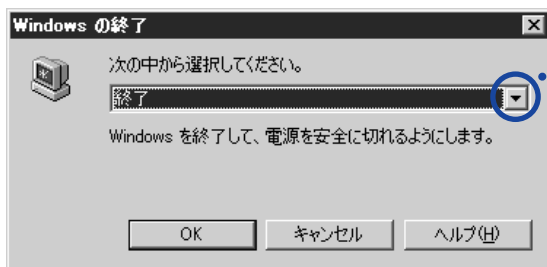 Windows の終了
次の中から選択してください。
終了
Windows を終了して、電源を安全に切れるようにします。
OK
キャンセル
ヘルプ(H)